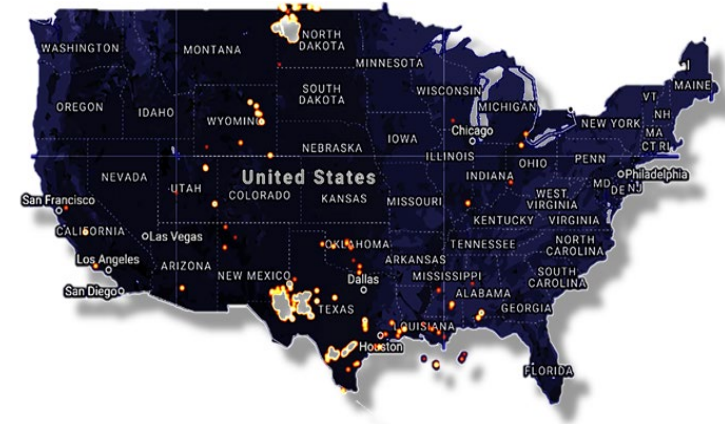 WASHINGTON
MONTANA
NORTH
DAKOTA
MINNESOTA
MAINE
OREGON
IDAHO
WYOMING
SOUTH
DAKOTA
WISCONSIN
MICHIGAN
VT
NH
NEW YORK
MA
CT RI
Chicago
IOWA
NEBRASKA
ILLINOIS
INDIANA
OHIO
PENN
Philadelphia
MD
DE
NJ
NEVADA
UTAH
United States
COLORADO
KANSAS
MISSOURI
WEST
VIRGINIA
KENTUCKY
VIRGINIA
San Francisco
CALIFORNIA
Las Vegas
OKLAHOMA
TENNESSEE
NORTH
CAROLINA
Los Angeles
ARIZONA
NEW MEXICO
ARKANSAS
MISSISSIPPI
SOUTH
CAROLINA
San Diego
Dallas
TEXAS
ALABAMA
GEORGIA
LOUISIANA
Houston
FLORIDA